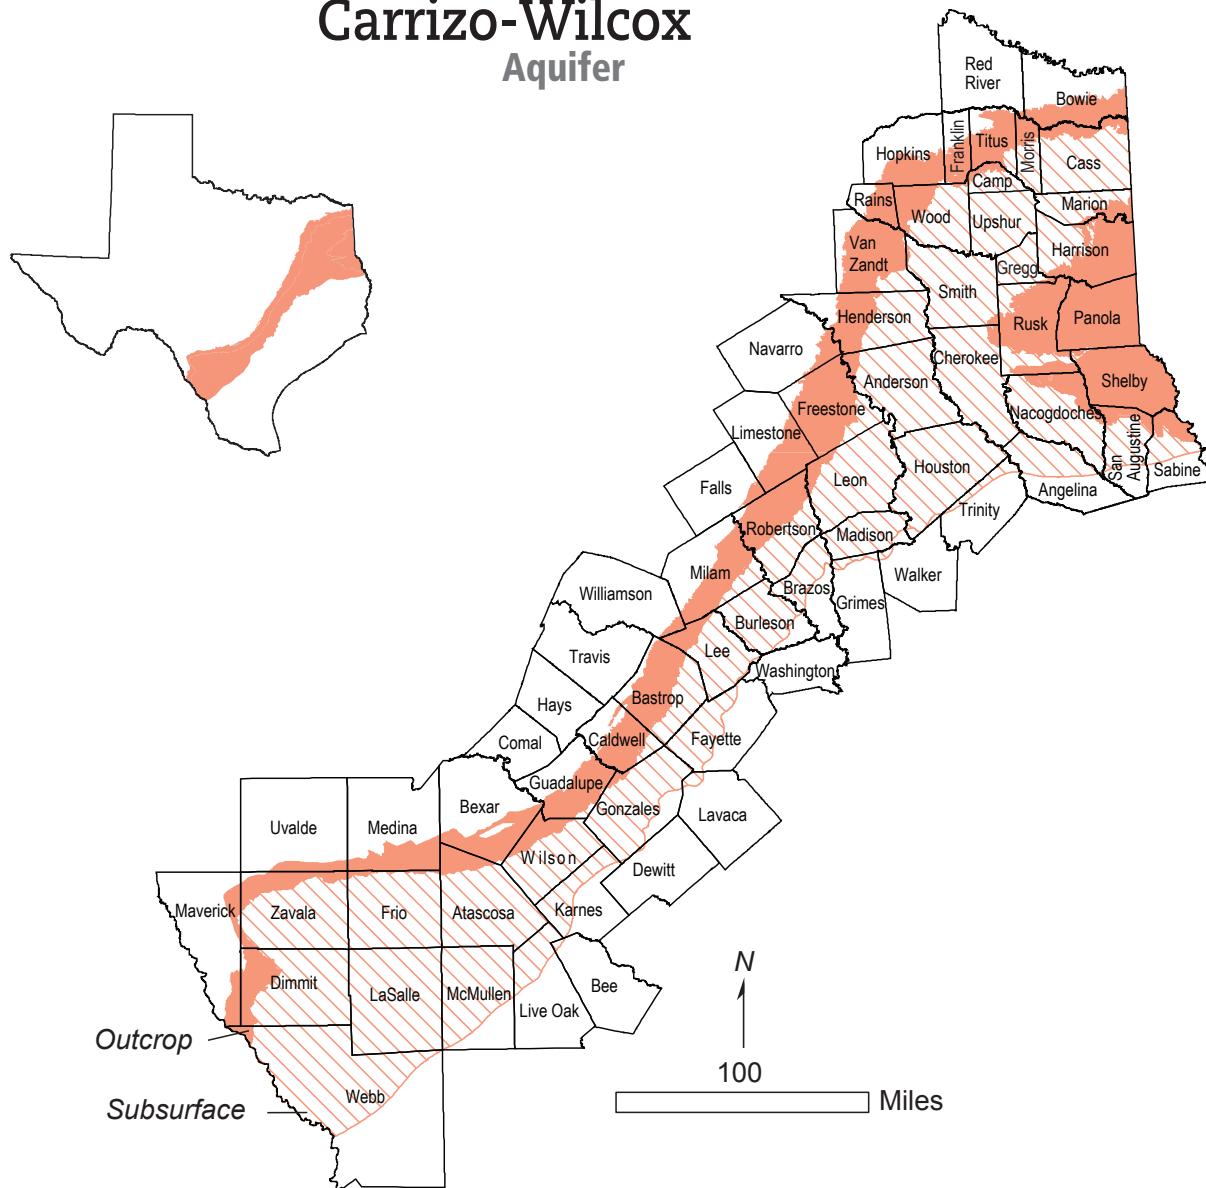 Carrizo-Wilcox
Aquifer
Red
River
Bowie
Franklin
Titus
Morris
Hopkins
Cass
Camp
Rains
Wood
Upshur
Marion
Van
Zandt
Harrison
Gregg
Smith
Henderson
Rusk
Panola
Navarro
Cherokee
Anderson
Shelby
Freestone
Nacogdoches
Limestone
San
Augustine
Houston
Sabine
Leon
Falls
Angelina
Trinity
Robertson
Madison
Milam
Walker
Brazos
Williamson
Grimes
Burleson
Lee
Travis
Washington
Bastrop
Hays
Caldwell
Fayette
Comal
Guadalupe
Bexar
Gonzales
Lavaca
Uvalde
Medina
Wilson
Dewitt
Maverick
Zavala
Frio
Atascosa
Karnes
Dimmit
LaSalle
McMullen
Bee
Live Oak
N
Outcrop
100
Miles
Webb
Subsurface